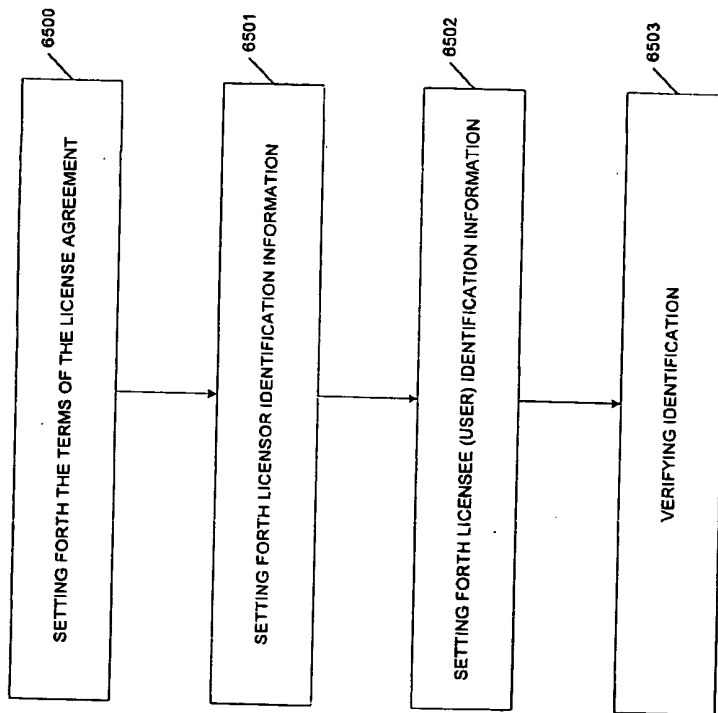 6500
SETTING FORTH THE TERMS OF THE LICENSE AGREEMENT
6501
SETTING FORTH LICENSOR IDENTIFICATION INFORMATION
6502
SETTING FORTH LICENSEE (USER) IDENTIFICATION INFORMATION
6503
VERIFYING IDENTIFICATION